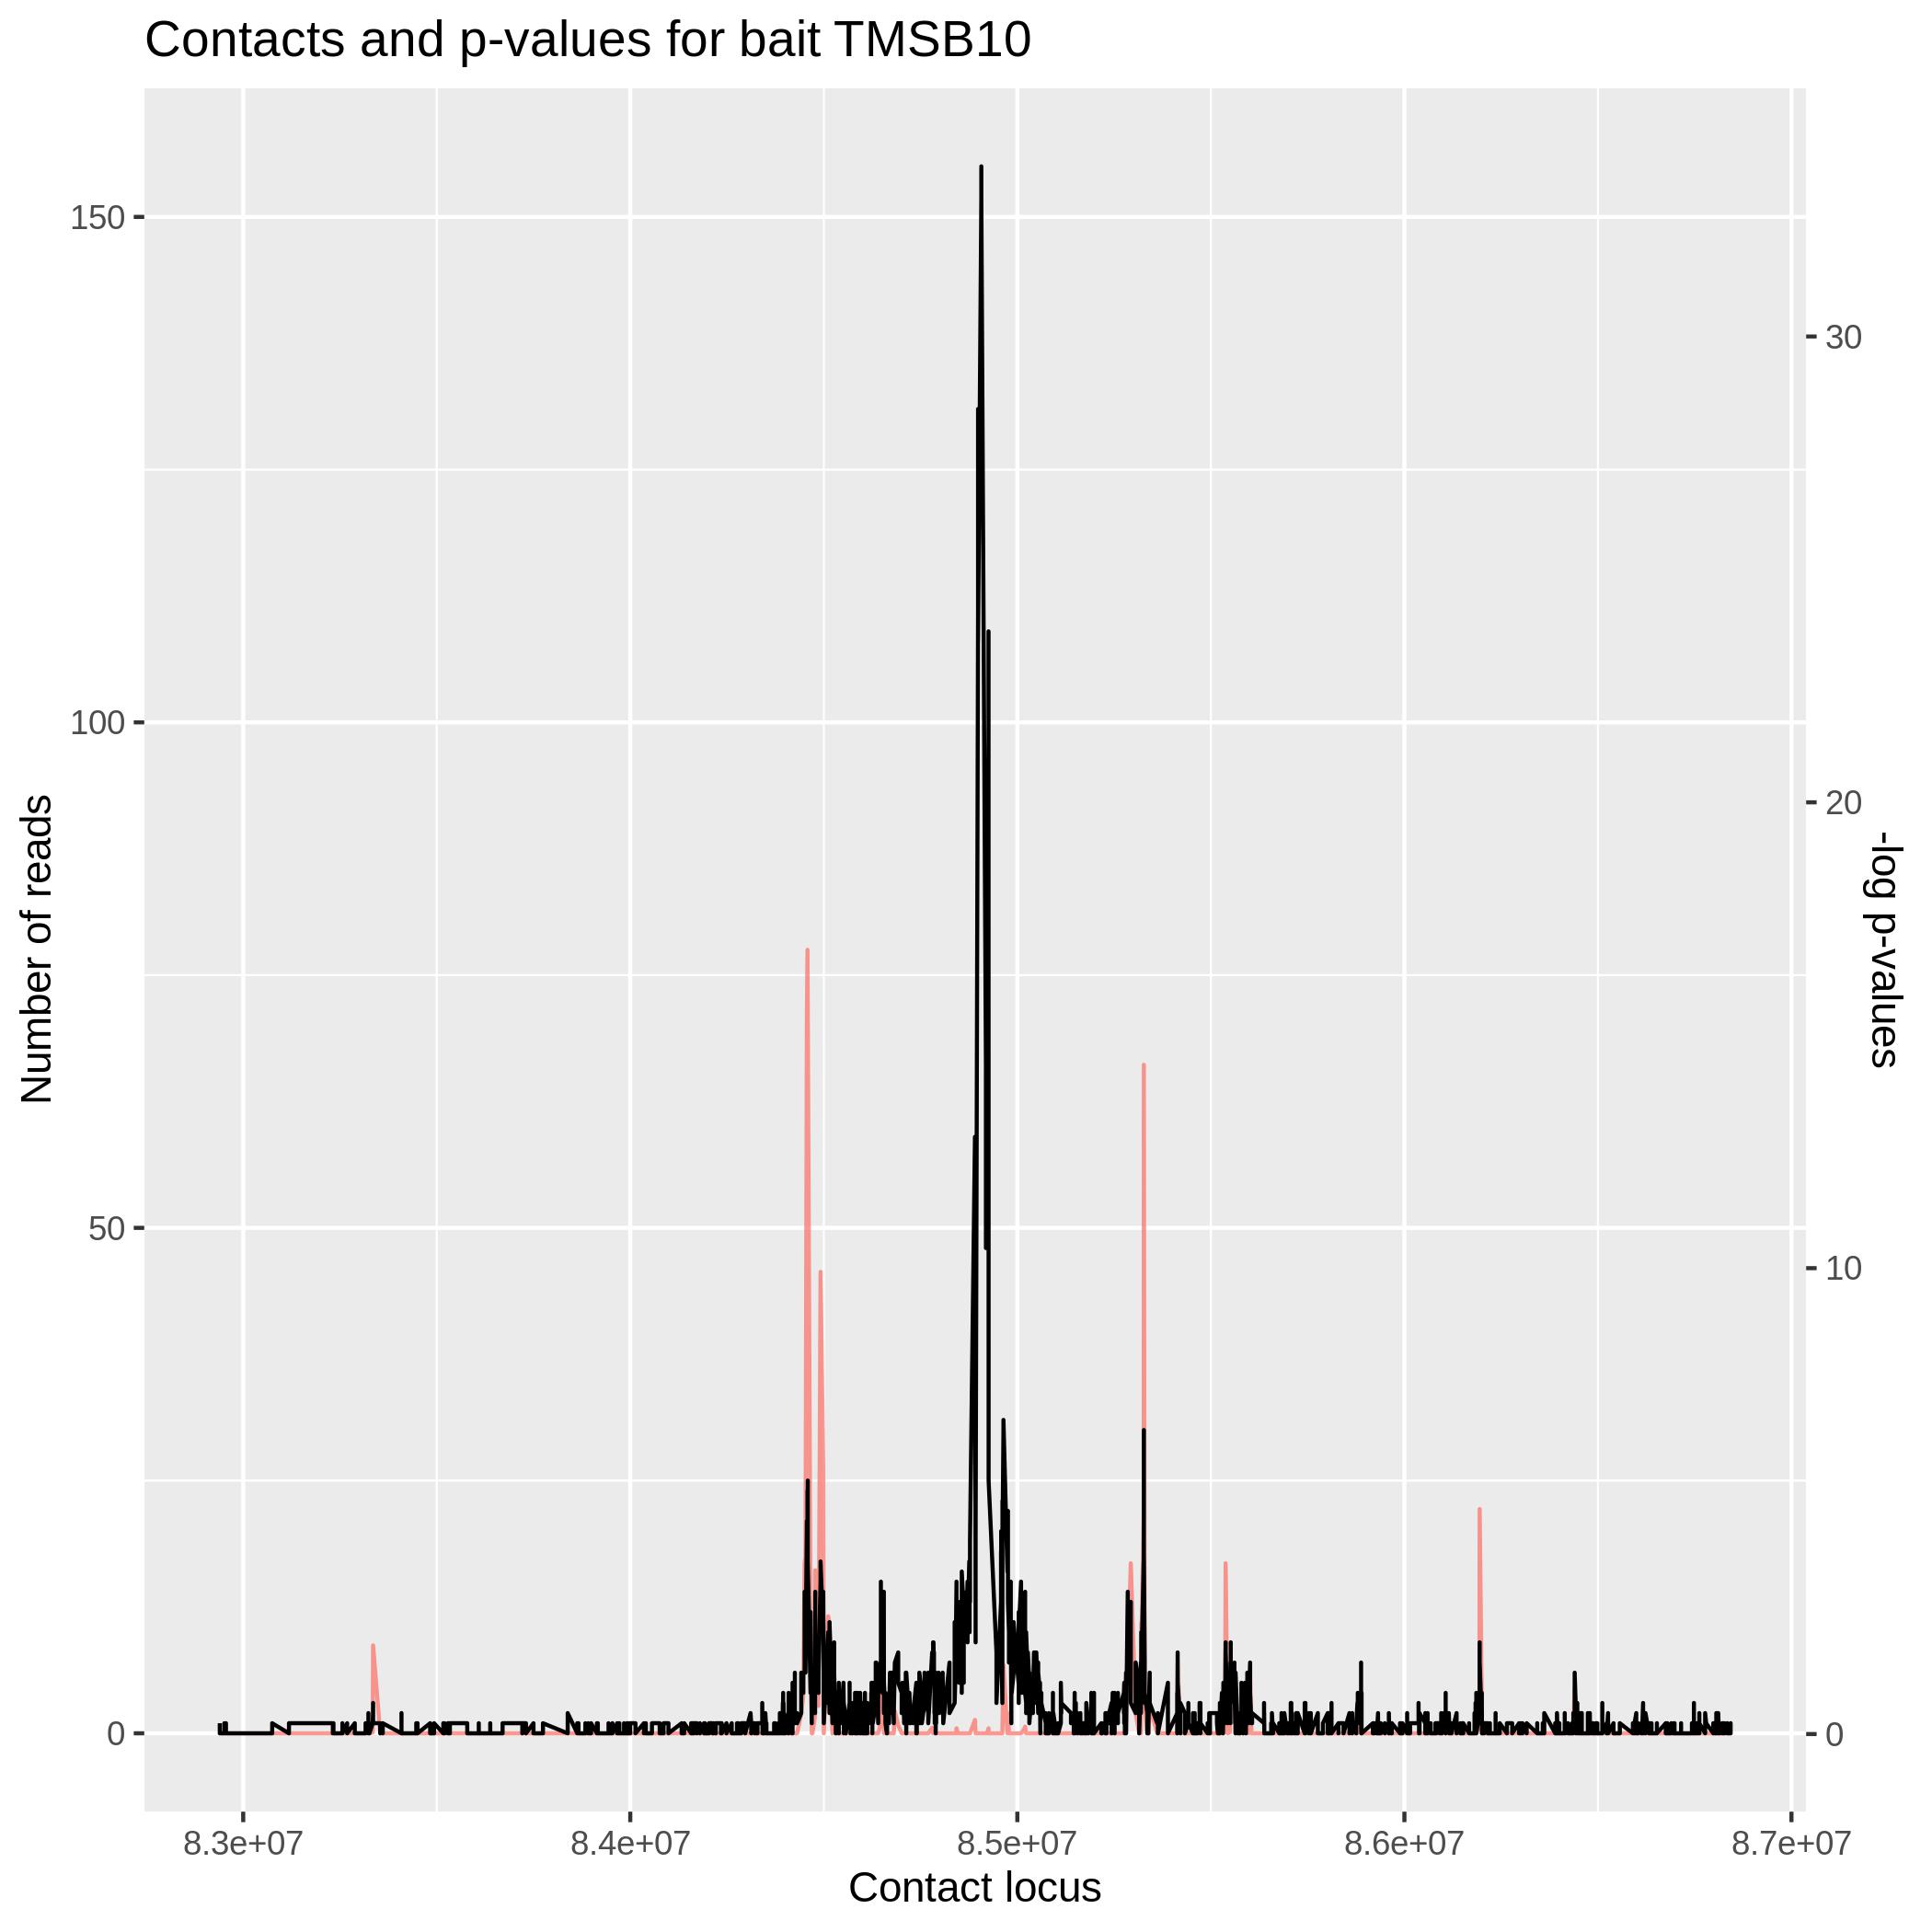 Contacts and p-values for bait TMSB10
150
100
50
0
Number of reads
30
20
10
0
-log p-values
8.3e+07 8.4e+07 8.5e+07 8.6e+07 8.7e+07
Contact locus